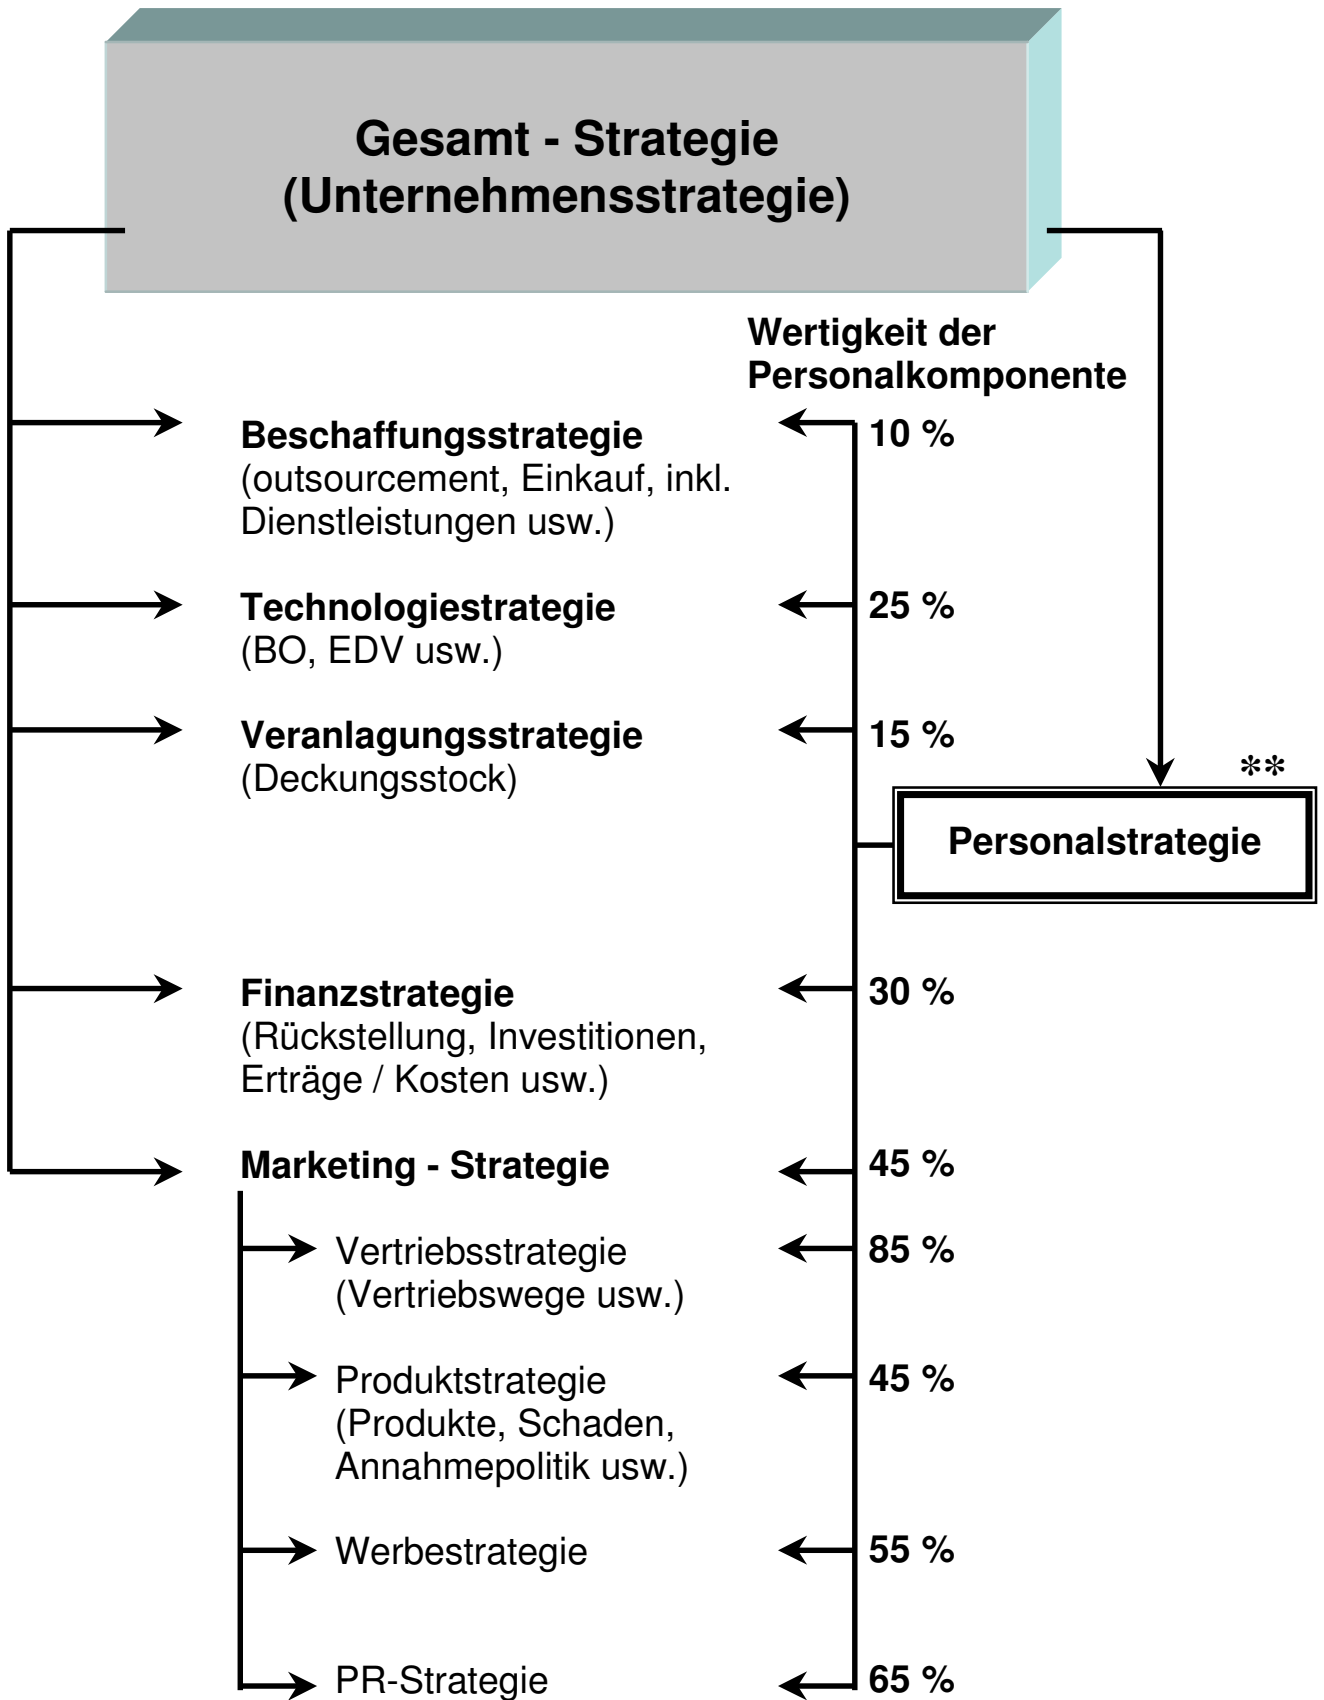 Gesamt - Strategie
(Unternehmensstrategie)
Wertigkeit der
Personalkomponente
Beschaffungsstrategie
10 %
(outsourcement, Einkauf, inkl.
Dienstleistungen usw.)
Technologiestrategie
25 %
(BO, EDV usw.)
Veranlagungsstrategie
15 %
(Deckungsstock)
**
Personalstrategie
Finanzstrategie
30 %
(Rückstellung, Investitionen,
Erträge / Kosten usw.)
Marketing - Strategie
45 %
Vertriebsstrategie
85 %
(Vertriebswege usw.)
Produktstrategie
45 %
(Produkte, Schaden,
Annahmepolitik usw.)
Werbestrategie
55 %
PR-Strategie
65 %